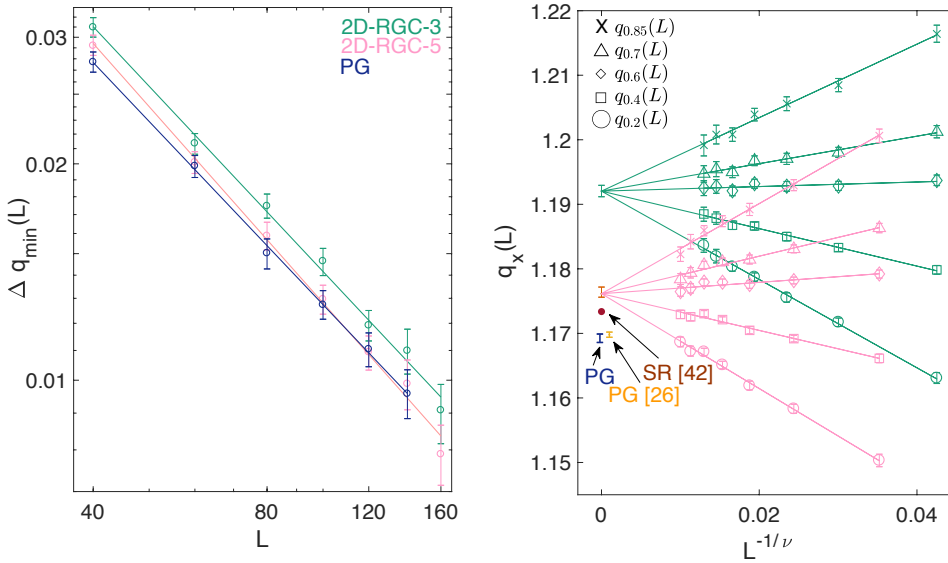 0.03
0.02
0.01
Δ q_min(L)
2D-RGC-3
2D-RGC-5
PG
40
80
120
160
L
1.22
1.21
1.2
1.19
1.18
1.17
1.16
1.15
q_x(L)
x q_0.85(L)
△ q_0.7(L)
◇ q_0.6(L)
□ q_0.4(L)
○ q_0.2(L)
SR [42]
PG
PG [26]
0
0.02
0.04
L^{-1/ν}